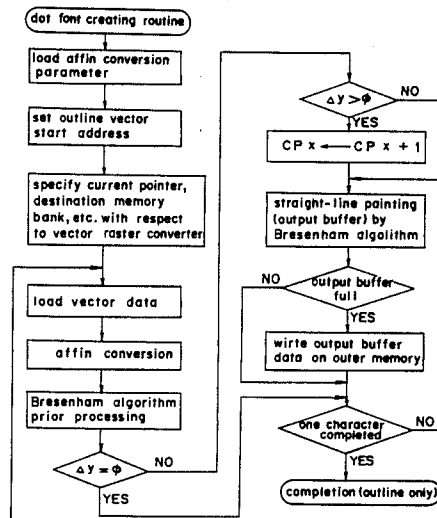 dot font creating routine
load affin conversion
parameter
set outline vector
start address
specify current pointer,
destination memory
bank, etc. with respect
to vector raster converter
load vector data
affin conversion
Bresenham algorithm
prior processing
Δy=φ
NO
YES
Δy>φ
NO
YES
CPx ← CPx + 1
straight-line painting
(output buffer) by
Bresenham algorithm
NO
output buffer
full
YES
wirte output buffer
data on outer memory
one character
completed
NO
YES
completion (outline only)